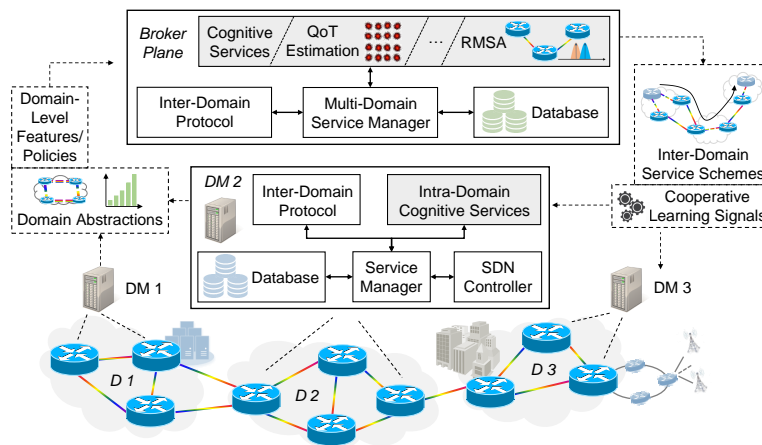 Broker
Plane
Cognitive
Services
QoT
Estimation
...
RMSA
Inter-Domain
Protocol
Multi-Domain
Service Manager
Database
Domain-
Level
Features/
Policies
Domain Abstractions
Inter-Domain
Service Schemes
Cooperative
Learning Signals
DM 2
Inter-Domain
Protocol
Intra-Domain
Cognitive Services
Database
Service
Manager
SDN
Controller
DM 1
DM 3
D 1
D 2
D 3